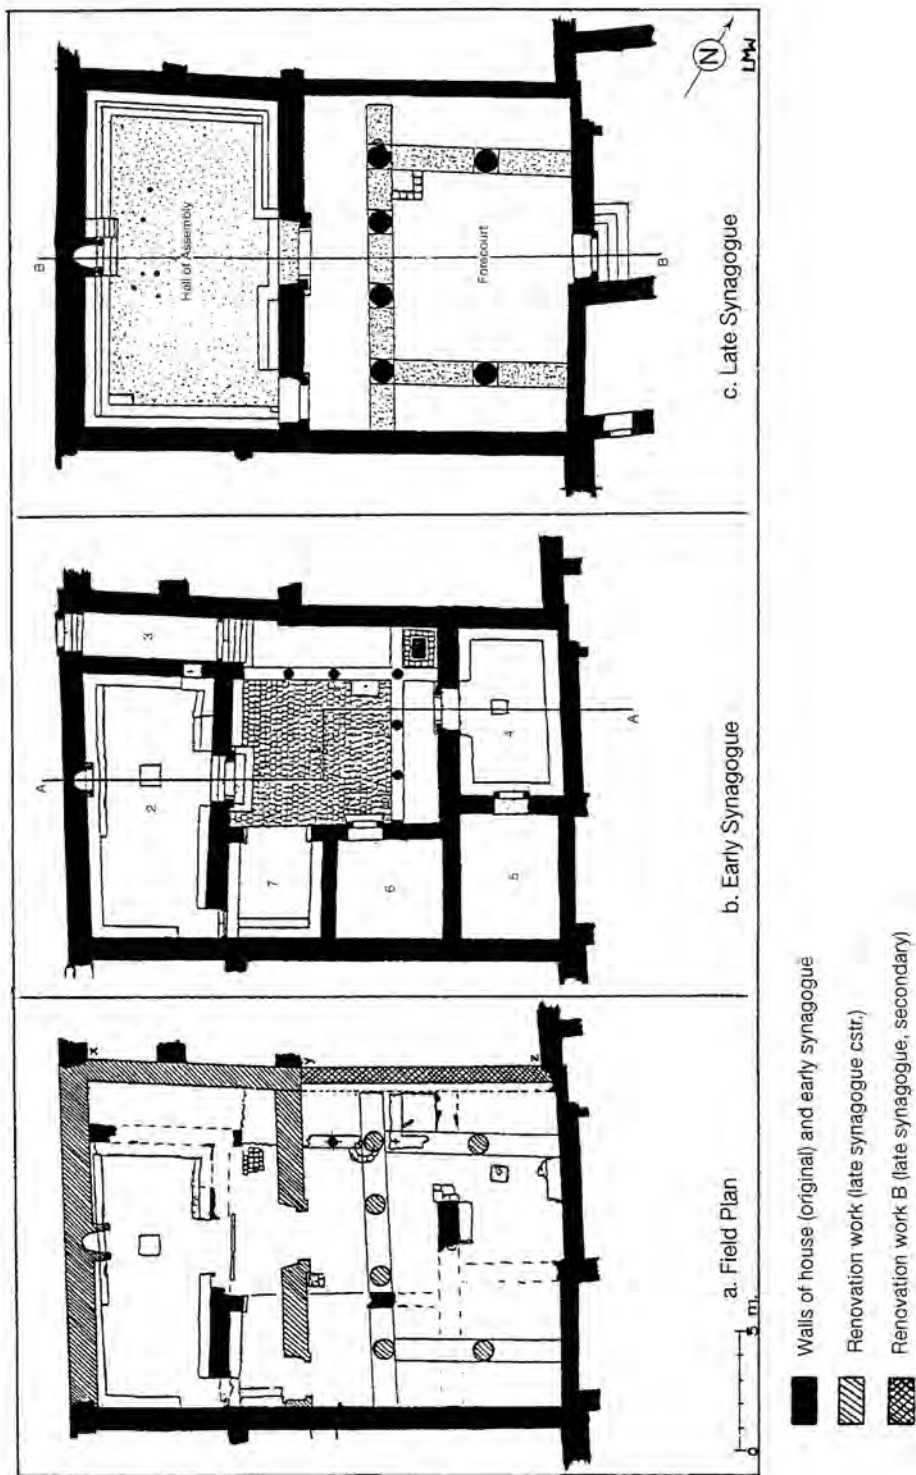 a. Field Plan
x
y
z
0 5 m
b. Early Synagogue
A
2
3
7
6
5
4
A
c. Late Synagogue
B
Hall of Assembly
Forecourt
B
N
LMW
Walls of house (original) and early synagogue
Renovation work (late synagogue cstr.)
Renovation work B (late synagogue, secondary)